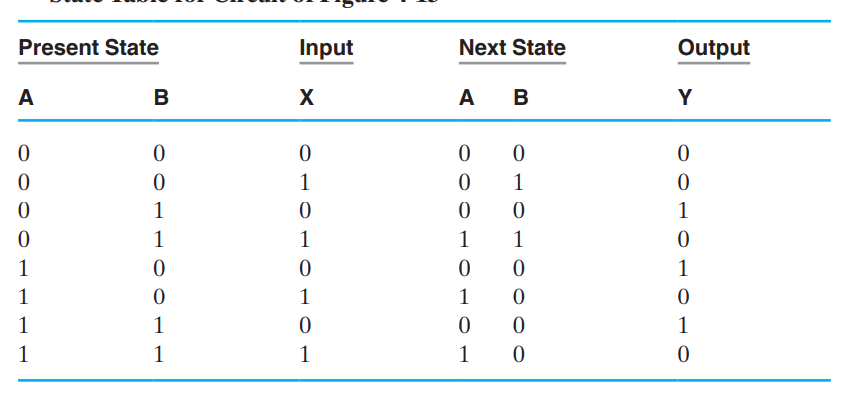 State Table for Circuit of Figure 4-13
Present State Input Next State Output
A B X A B Y
0 0 0 0 0 0
0 0 1 0 1 0
0 1 0 0 0 1
0 1 1 1 1 0
1 0 0 0 0 1
1 0 1 1 0 0
1 1 0 0 0 1
1 1 1 1 0 0